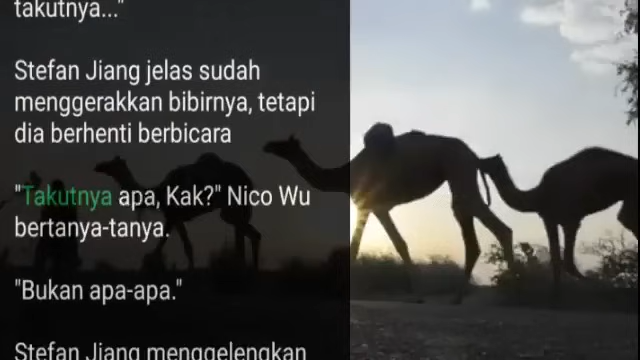 takutnya..."
Stefan Jiang jelas sudah
menggerakkan bibirnya, tetapi
dia berhenti berbicara
"Takutnya apa, Kak?" Nico Wu
bertanya-tanya.
"Bukan apa-apa."
Stefan Jiang menggelengkan